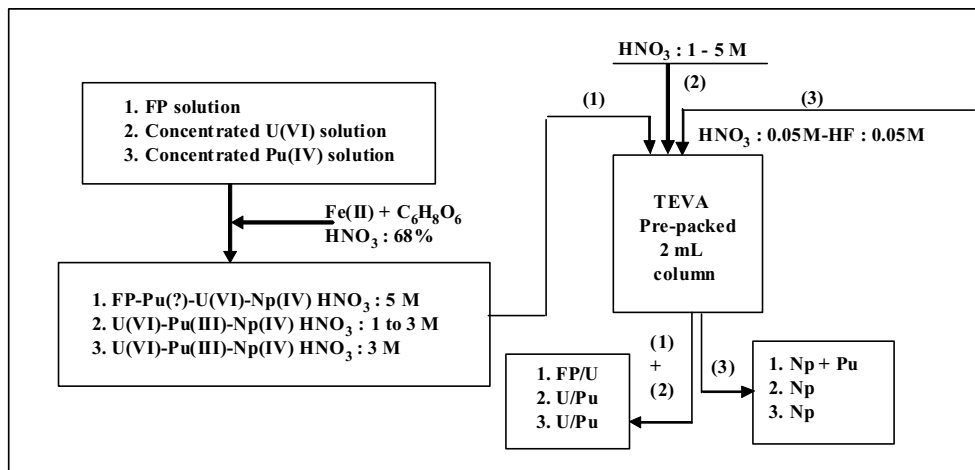 1. FP solution
2. Concentrated U(VI) solution
3. Concentrated Pu(IV) solution
Fe(II) + C₆H₈O₆
HNO₃ : 68%
1. FP-Pu(?)-U(VI)-Np(IV) HNO₃ : 5 M
2. U(VI)-Pu(III)-Np(IV) HNO₃ : 1 to 3 M
3. U(VI)-Pu(III)-Np(IV) HNO₃ : 3 M
(1)
HNO₃ : 1 - 5 M
(2)
(3)
HNO₃ : 0.05M-HF : 0.05M
TEVA
Pre-packed
2 mL
column
(1)
+
(2)
(3)
1. FP/U
2. U/Pu
3. U/Pu
1. Np + Pu
2. Np
3. Np